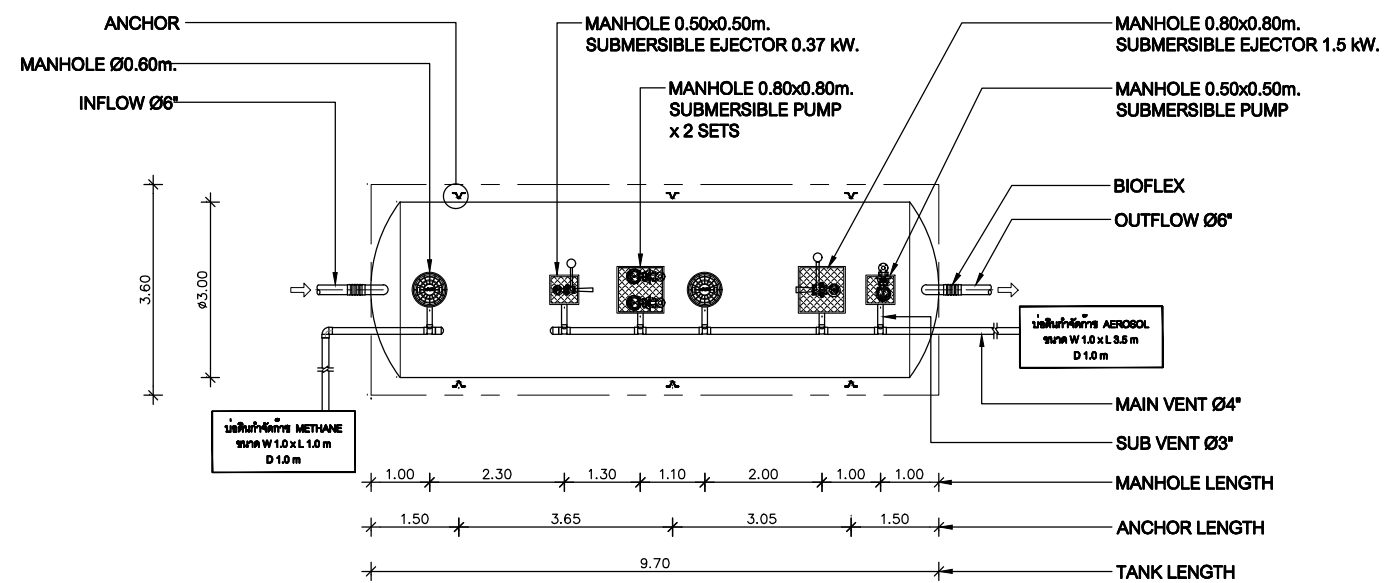 ANCHOR
MANHOLE Ø0.60m.
INFLOW Ø6"
MANHOLE 0.50x0.50m.
SUBMERSIBLE EJECTOR 0.37 kW.
MANHOLE 0.80x0.80m.
SUBMERSIBLE PUMP
x 2 SETS
MANHOLE 0.80x0.80m.
SUBMERSIBLE EJECTOR 1.5 kW.
MANHOLE 0.50x0.50m.
SUBMERSIBLE PUMP
BIOFLEX
OUTFLOW Ø6"
3.60
ø3.00
บ่อดินกำจัดก๊าซ AEROSOL
ขนาด W 1.0 x L 3.5 m
D 1.0 m
บ่อดินกำจัดก๊าซ METHANE
ขนาด W 1.0 x L 1.0 m
D 1.0 m
MAIN VENT Ø4"
SUB VENT Ø3"
1.00 2.30 1.30 1.10 2.00 1.00 1.00 MANHOLE LENGTH
1.50 3.65 3.05 1.50 ANCHOR LENGTH
9.70 TANK LENGTH